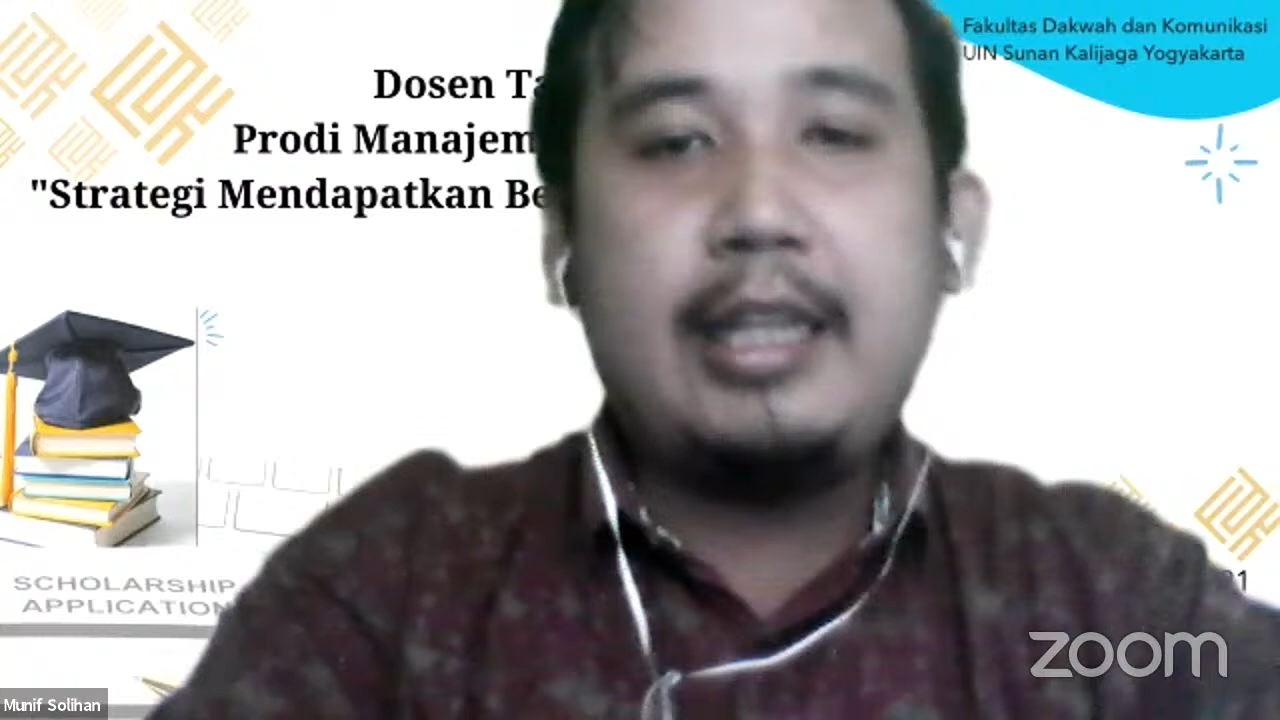 Fakultas Dakwah dan Komunikasi
UIN Sunan Kalijaga Yogyakarta
Dosen Ta
Prodi Manajem
"Strategi Mendapatkan Be
SCHOLARSHIP
APPLICATION
21
zoom
Munif Solihan